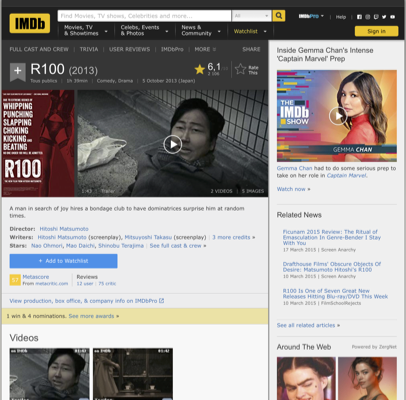 IMDb
Find Movies, TV shows, Celebrities and more...
All
Movies, TV & Showtimes
Celebs, Events & Photos
News & Community
Watchlist
IMDbPro
Help
Sign in
FULL CAST AND CREW | TRIVIA | USER REVIEWS | IMDbPro | MORE
SHARE
R100 (2013)
Tous publics | 1h 39min | Comedy, Drama | 5 October 2013 (Japan)
6,1
Rate This
WHIPPING
PUNCHING
SLAPPING
CHOKING
KICKING
and
BEATING
R100
1:43 | Trailer
2 VIDEOS | 5 IMAGES
A man in search of joy hires a bondage club to have dominatrices surprise him at random times.
Director: Hitoshi Matsumoto
Writers: Hitoshi Matsumoto (screenplay), Mitsuyoshi Takasu (screenplay) | 3 more credits »
Stars: Nao Ohmori, Mao Daichi, Shinobu Terajima | See full cast & crew »
+ Add to Watchlist
Metascore
From metacritic.com
Reviews
12 user | 75 critic
View production, box office, & company info on IMDbPro
1 win & 4 nominations. See more awards »
Videos
Inside Gemma Chan's Intense 'Captain Marvel' Prep
THE
IMDb
SHOW
GEMMA CHAN
Gemma Chan had to do some serious prep to take on her role in Captain Marvel.
Watch now »
Related News
Ficunam 2015 Review: The Ritual of Emasculation In Genre-Bender | Stay With You
17 March 2015 | Screen Anarchy
Drafthouse Films' Obscure Objects Of Desire: Matsumoto Hitoshi's R100
10 March 2015 | Screen Anarchy
R100 Is One of Seven Great New Releases Hitting Blu-ray/DVD This Week
10 March 2015 | FilmSchoolRejects
See all related articles »
Around The Web
Powered by ZergNet